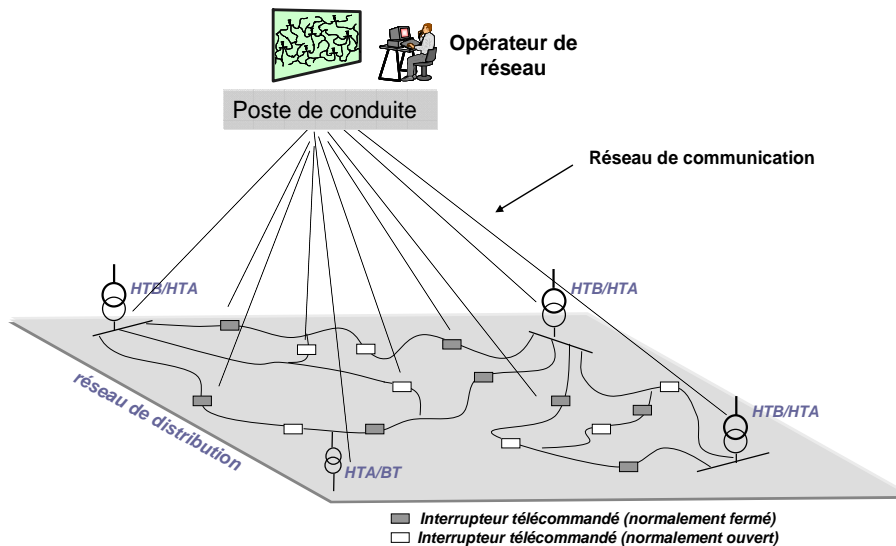 Opérateur de
réseau
Poste de conduite
Réseau de communication
HTB/HTA
HTB/HTA
réseau de distribution
HTB/HTA
HTA/BT
Interrupteur télécommandé (normalement fermé)
Interrupteur télécommandé (normalement ouvert)